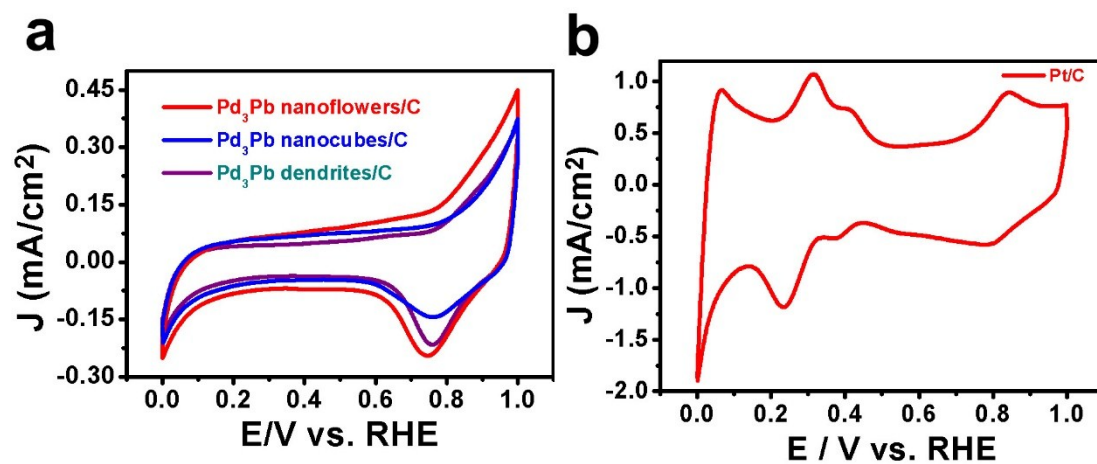 a
J (mA/cm²)
0.45
0.30
0.15
0.00
-0.15
-0.30
Pd₃Pb nanoflowers/C
Pd₃Pb nanocubes/C
Pd₃Pb dendrites/C
0.0 0.2 0.4 0.6 0.8 1.0
E/V vs. RHE
b
J (mA/cm²)
1.0
0.5
0.0
-0.5
-1.0
-1.5
-2.0
Pt/C
0.0 0.2 0.4 0.6 0.8 1.0
E / V vs. RHE